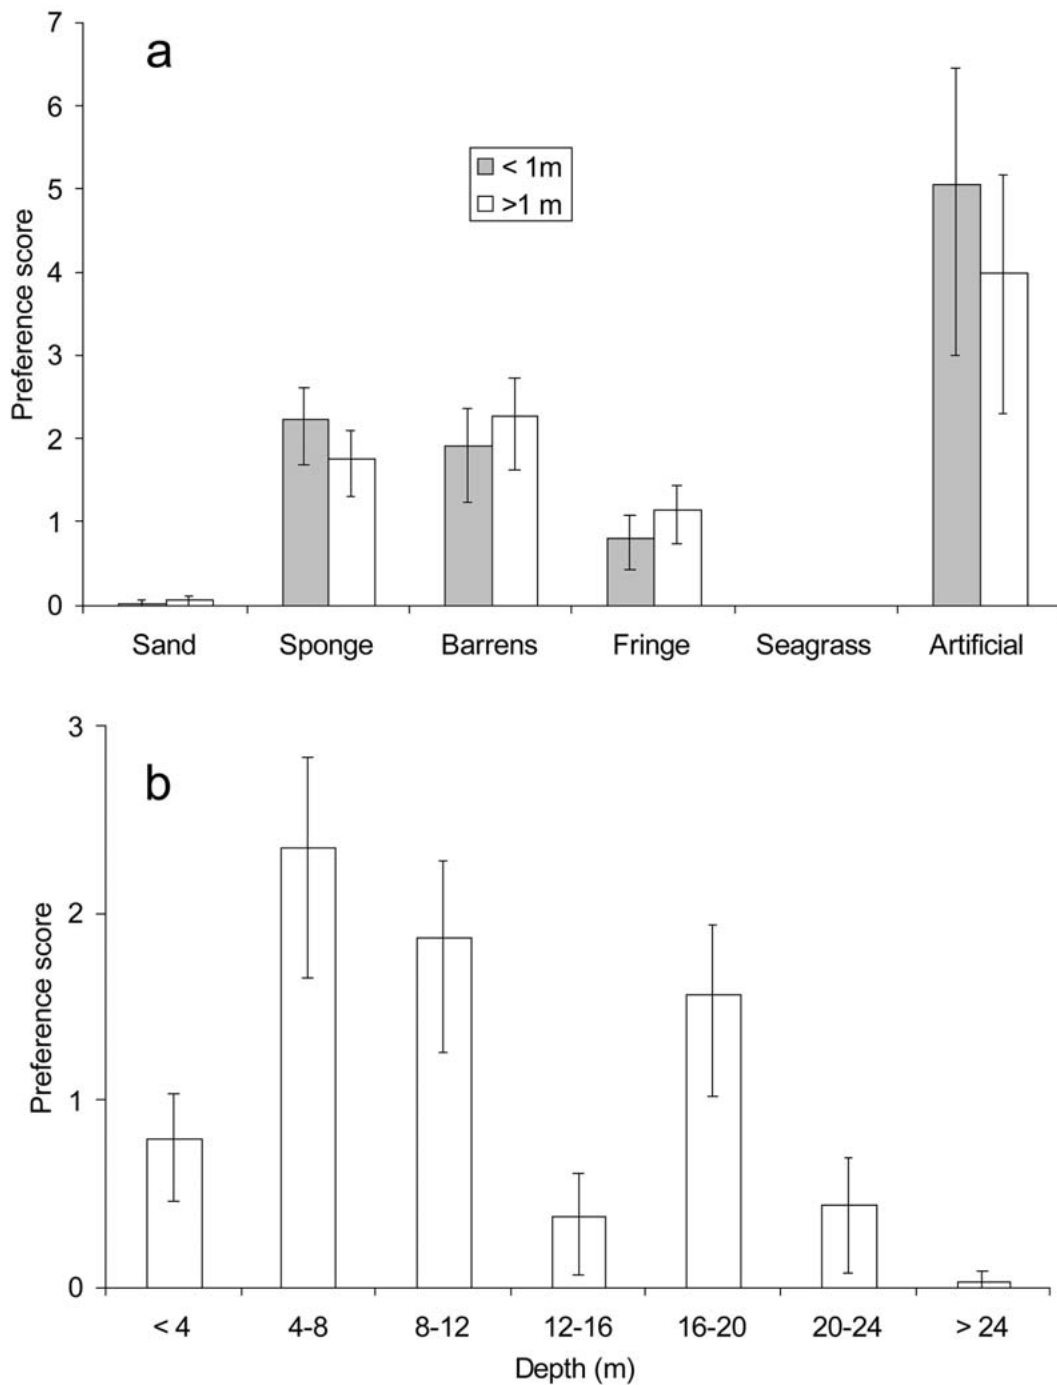 7
a
6
< 1m
5
>1 m
4
Preference score
3
2
1
0
Sand Sponge Barrens Fringe Seagrass Artificial
3
b
2
Preference score
1
0
< 4 4-8 8-12 12-16 16-20 20-24 > 24
Depth (m)